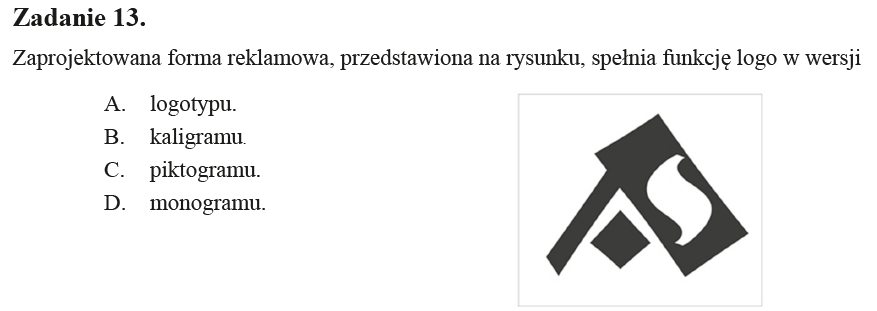 Zadanie 13.
Zaprojektowana forma reklamowa, przedstawiona na rysunku, spełnia funkcję logo w wersji
A. logotypu.
B. kaligramu.
C. piktogramu.
D. monogramu.